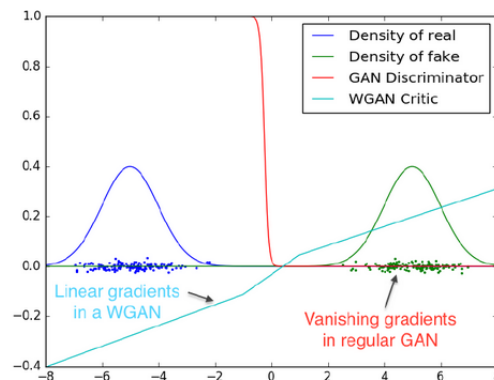 1.0
0.8
0.6
0.4
0.2
0.0
−0.2
−0.4
−8
−6
−4
−2
0
2
4
6
Density of real
Density of fake
GAN Discriminator
WGAN Critic
Linear gradients
in a WGAN
Vanishing gradients
in regular GAN